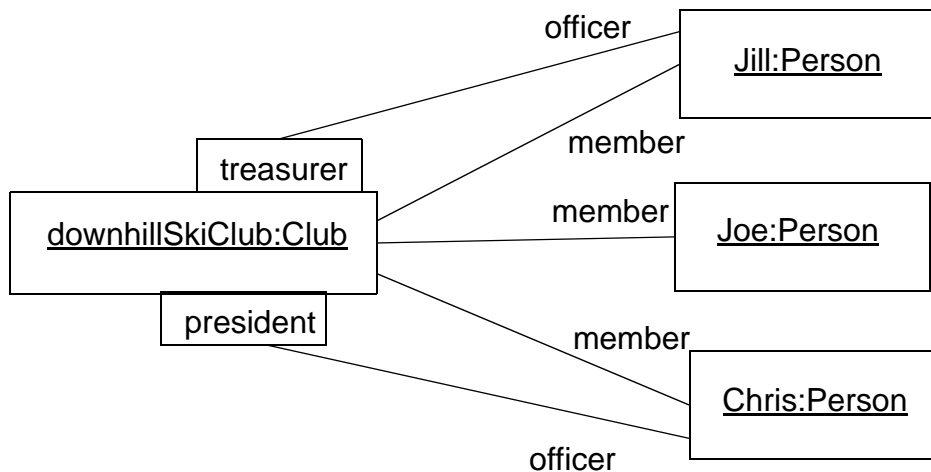 officer
Jill:Person
member
treasurer
member
downhillSkiClub:Club
Joe:Person
president
member
Chris:Person
officer